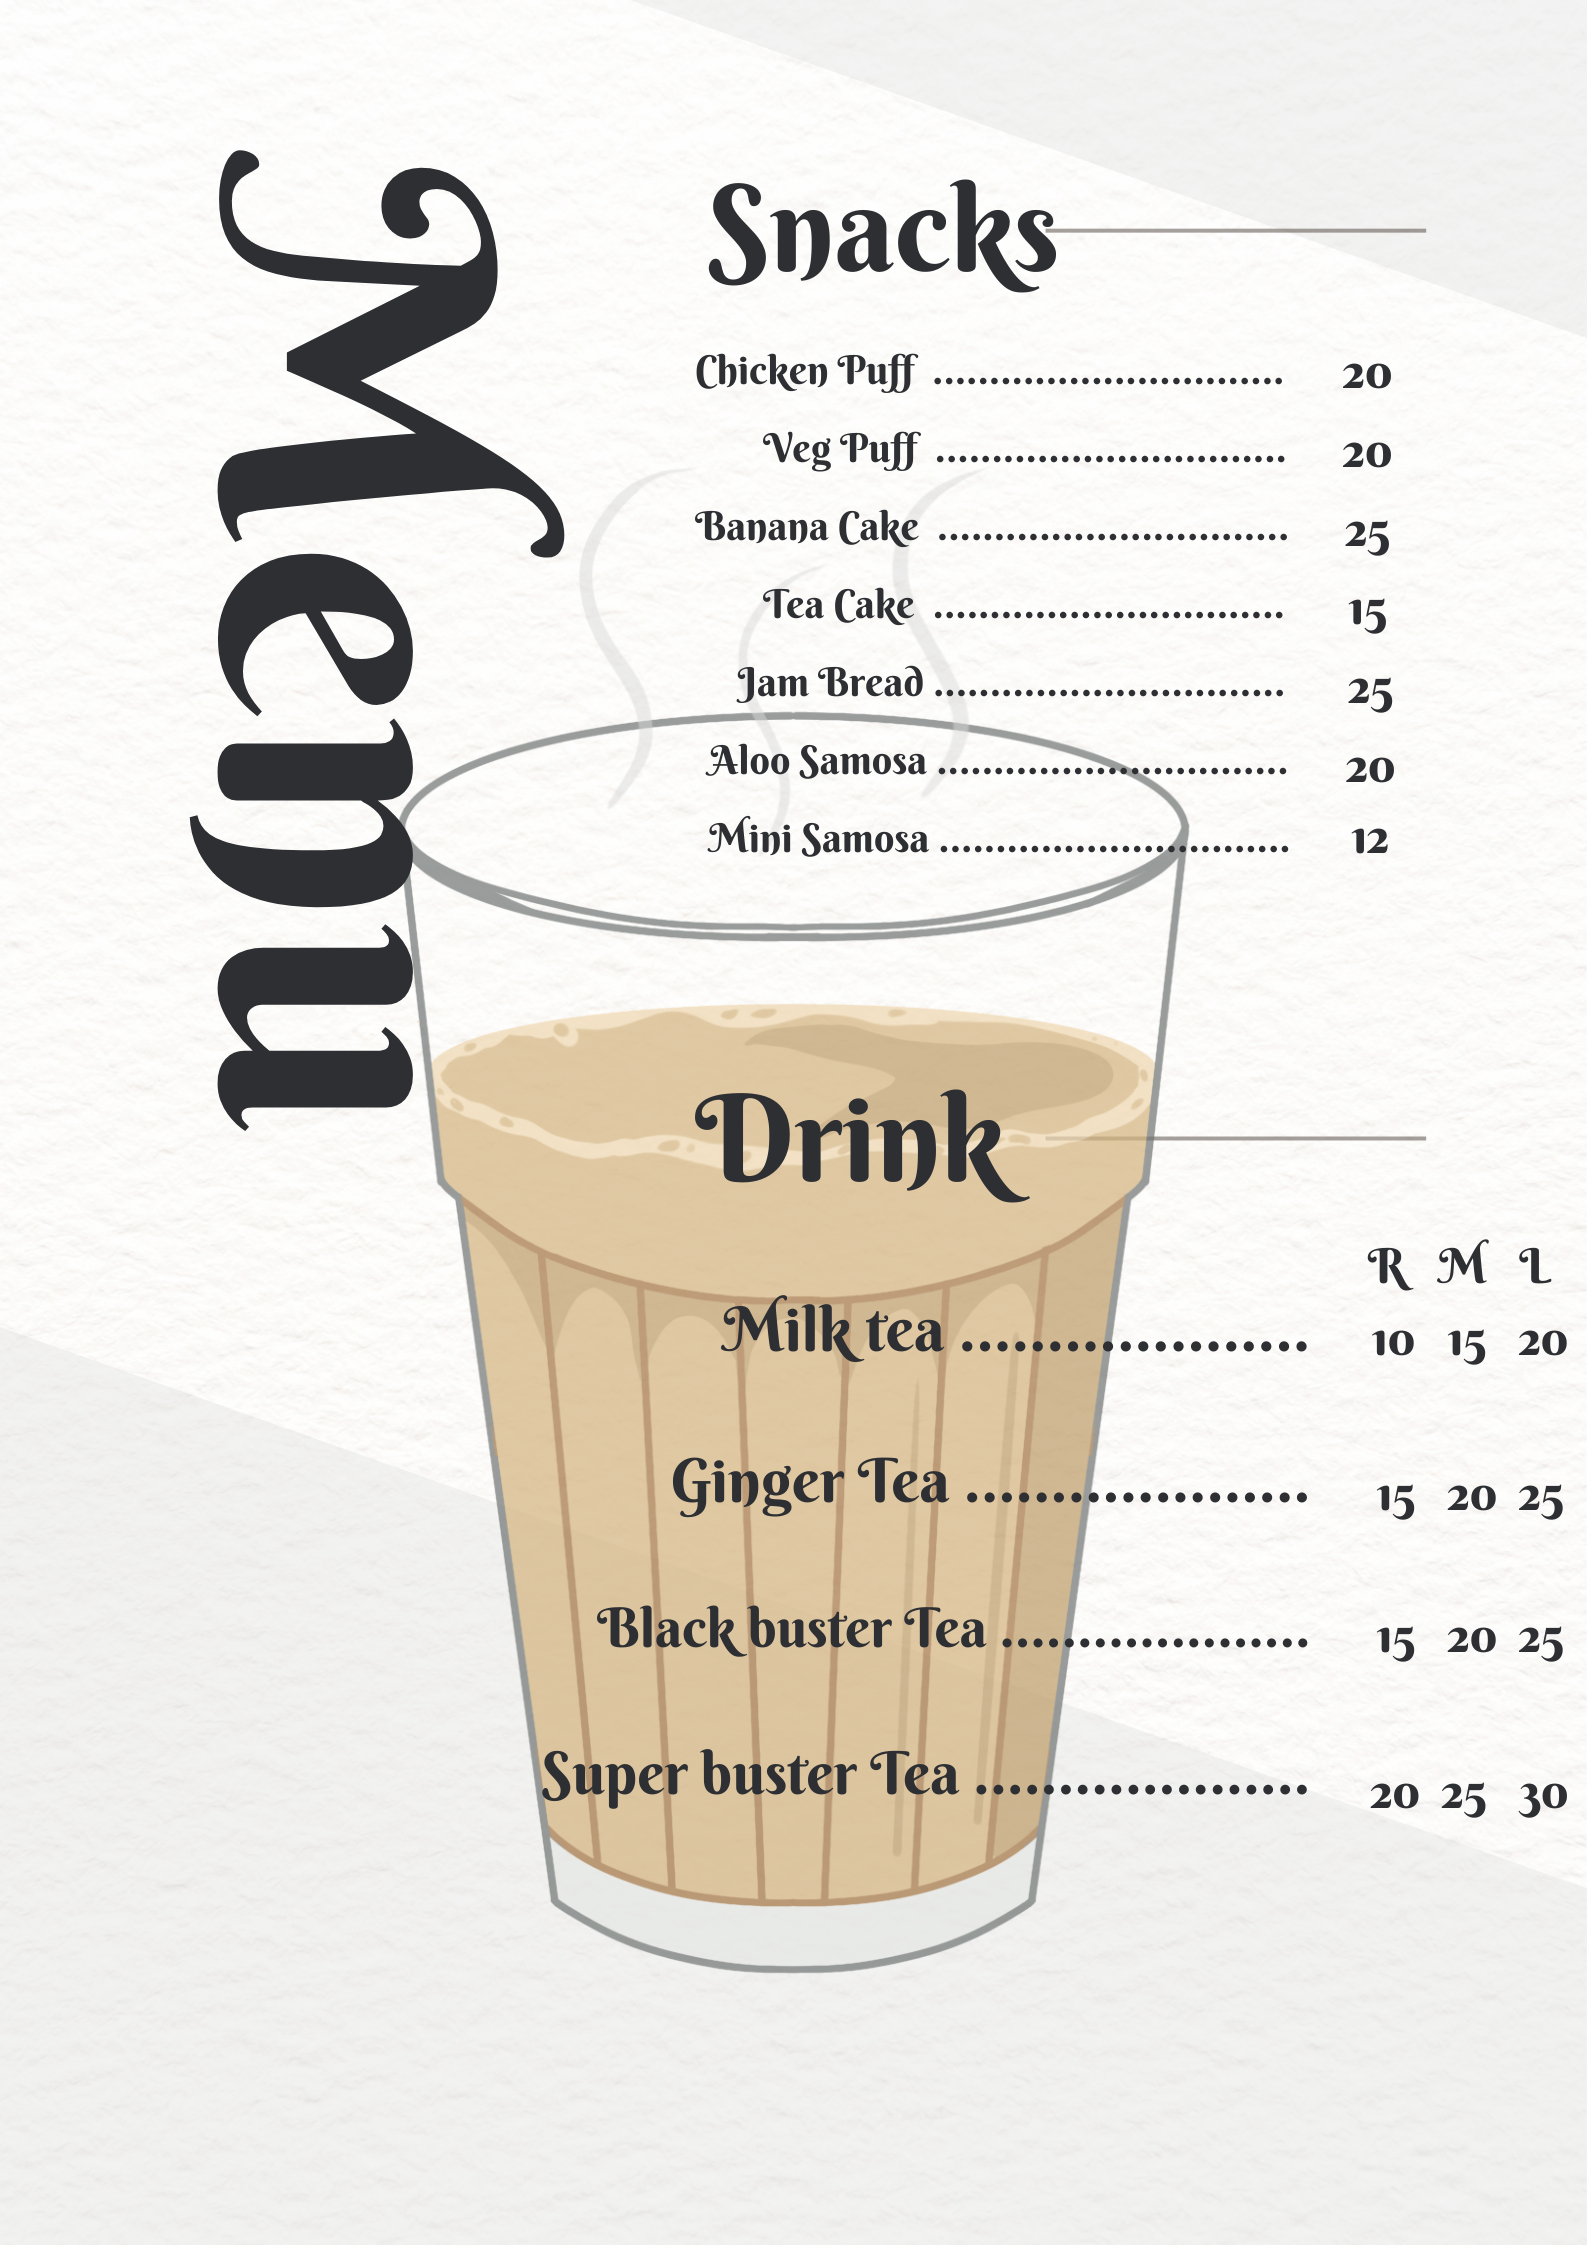 Menu
Snacks
Chicken Puff .............................. 20
Veg Puff .............................. 20
Banana Cake .............................. 25
Tea Cake .............................. 15
Jam Bread .............................. 25
Aloo Samosa .............................. 20
Mini Samosa .............................. 12
Drink
R M L
Milk tea .................... 10 15 20
Ginger Tea .................... 15 20 25
Black buster Tea .................... 15 20 25
Super buster Tea .................... 20 25 30